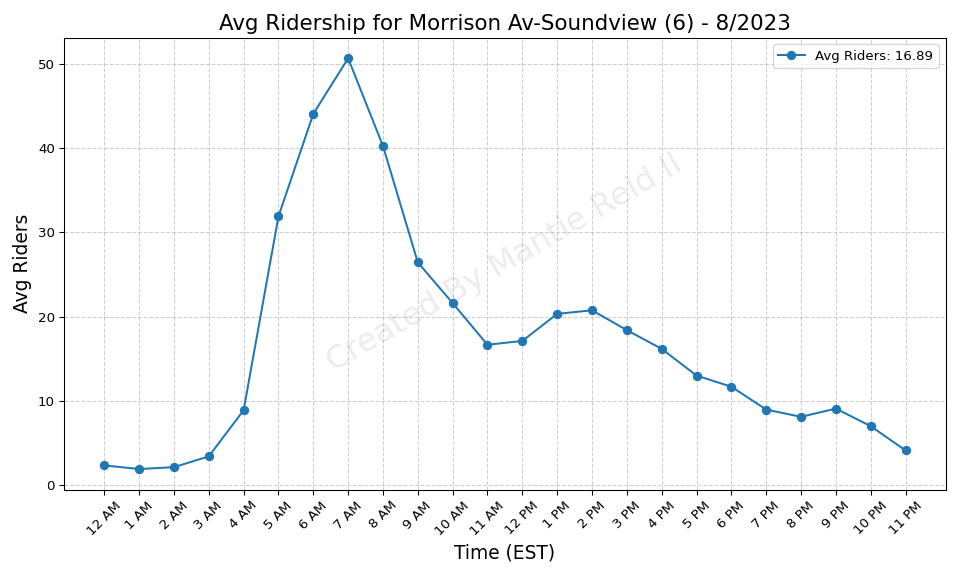 Avg Ridership for Morrison Av-Soundview (6) - 8/2023
Avg Riders: 16.89
Avg Riders
50
40
30
20
10
0
Created By Mantie Reid II
12 AM
1 AM
2 AM
3 AM
4 AM
5 AM
6 AM
7 AM
8 AM
9 AM
10 AM
11 AM
12 PM
1 PM
2 PM
3 PM
4 PM
5 PM
6 PM
7 PM
8 PM
9 PM
10 PM
11 PM
Time (EST)